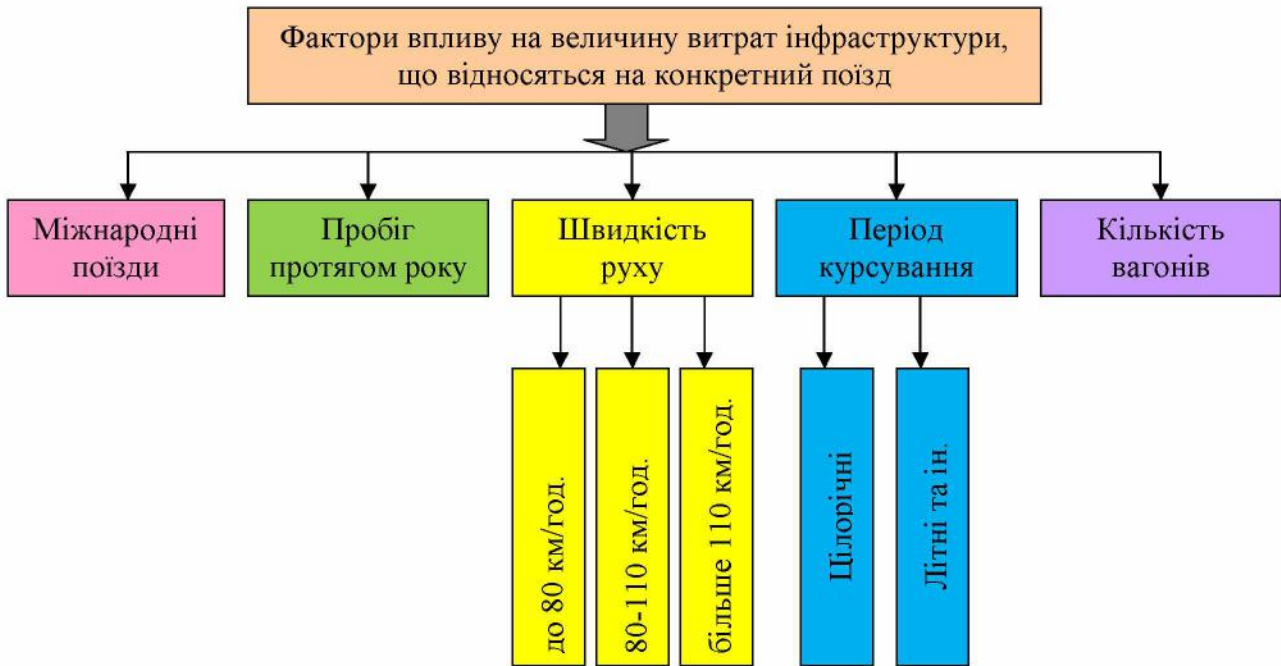 Фактори впливу на величину витрат інфраструктури,
що відносяться на конкретний поїзд
Міжнародні
поїзди
Пробіг
протягом року
Швидкість
руху
Період
курсування
Кількість
вагонів
до 80 км/год.
80-110 км/год.
більше 110 км/год.
Цілорічні
Літні та ін.